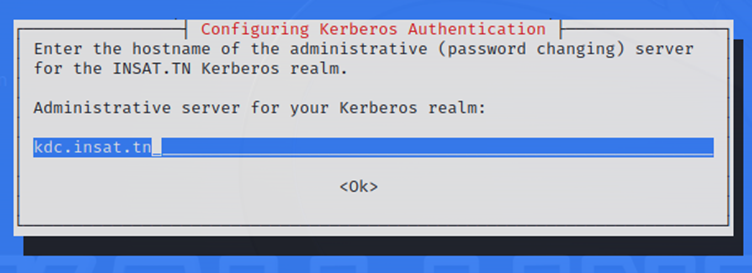 Configuring Kerberos Authentication
Enter the hostname of the administrative (password changing) server
for the INSAT.TN Kerberos realm.
Administrative server for your Kerberos realm:
kdc.insat.tn
<Ok>